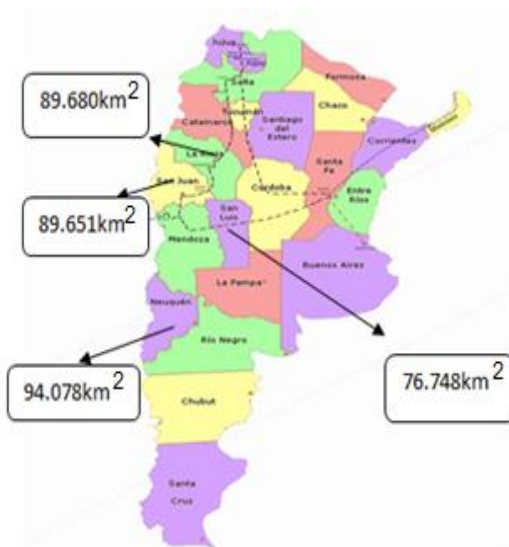 Jujuy
Salta
Formosa
Chaco
Misiones
Catamarca
Tucumán
Santiago
del
Estero
Corrientes
La Rioja
Santa
Fe
San Juan
Córdoba
Entre
Ríos
San
Luis
Mendoza
Buenos Aires
La Pampa
Neuquén
Río Negro
Chubut
Santa
Cruz
89.680km²
89.651km²
94.078km²
76.748km²